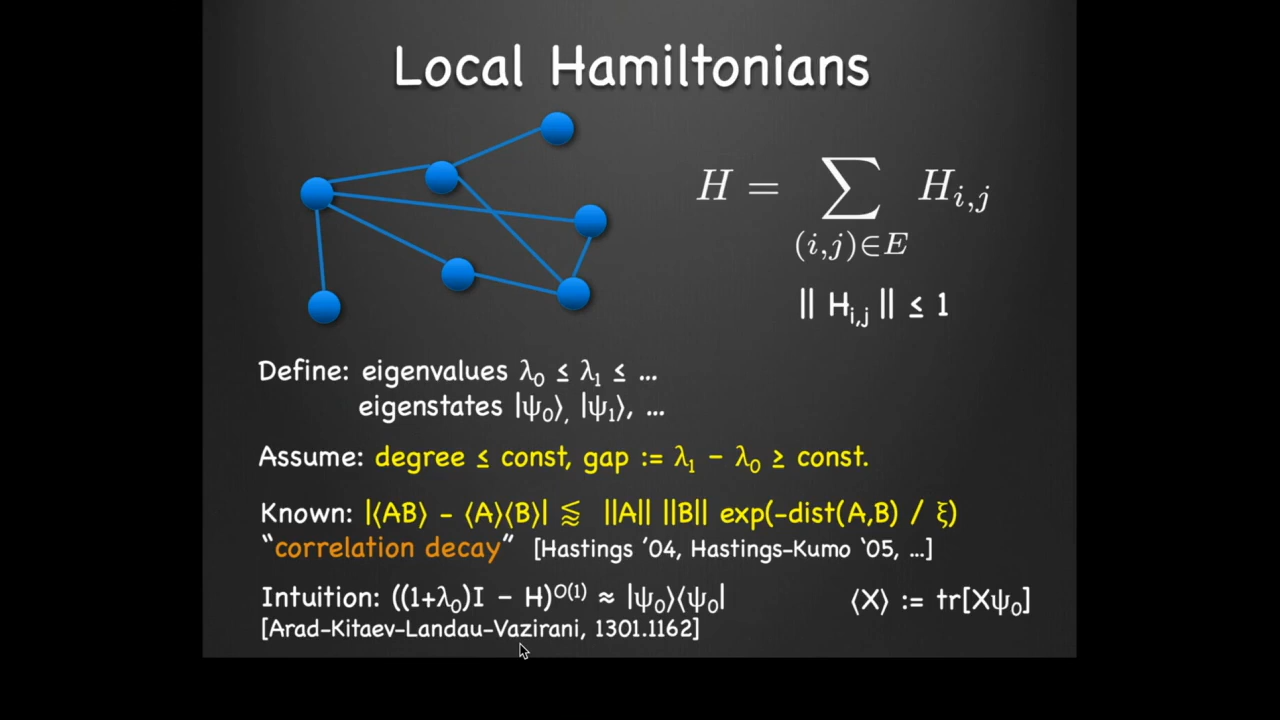 Local Hamiltonians
H = ∑ H_{i,j}
(i,j)∈E
|| H_{i,j} || ≤ 1
Define: eigenvalues λ₀ ≤ λ₁ ≤ …
eigenstates |ψ₀⟩, |ψ₁⟩, …
Assume: degree ≤ const, gap := λ₁ – λ₀ ≥ const.
Known: |⟨AB⟩ – ⟨A⟩⟨B⟩| ≲ ||A|| ||B|| exp(-dist(A,B) / ξ)
“correlation decay” [Hastings ’04, Hastings-Kumo ‘05, …]
Intuition: ((1+λ₀)I – H)^{O(1)} ≈ |ψ₀⟩⟨ψ₀| ⟨X⟩ := tr[Xψ₀]
[Arad-Kitaev-Landau-Vazirani, 1301.1162]